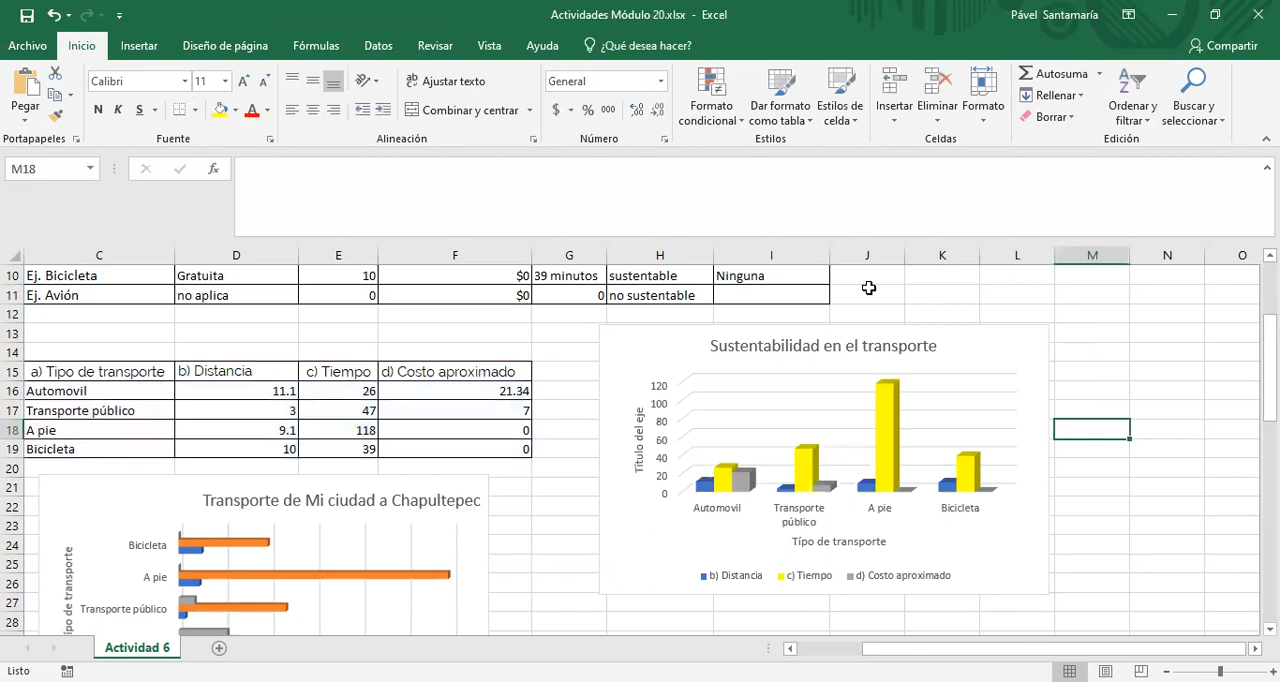 Actividades Módulo 20.xlsx - Excel
Pável Santamaría
Archivo Inicio Insertar Diseño de página Fórmulas Datos Revisar Vista Ayuda ¿Qué desea hacer? Compartir
Pegar
Calibri 11
N K S
Ajustar texto
Combinar y centrar
General
$ % 000
Formato condicional
Dar formato como tabla
Estilos de celda
Insertar Eliminar Formato
Autosuma
Rellenar
Borrar
Ordenar y filtrar
Buscar y seleccionar
Portapapeles Fuente Alineación Número Estilos Celdas Edición
M18 fx
C D E F G H I J K L M N O
10 Ej. Bicicleta Gratuita 10 $0 39 minutos sustentable Ninguna
11 Ej. Avión no aplica 0 $0 0 no sustentable
12
13
14
15 a) Tipo de transporte b) Distancia c) Tiempo d) Costo aproximado
16 Automovil 11.1 26 21.34
17 Transporte público 3 47 7
18 A pie 9.1 118 0
19 Bicicleta 10 39 0
20
21
22
23
24
25
26
27
28
Transporte de Mi ciudad a Chapultepec
Típo de transporte
Bicicleta
A pie
Transporte público
Sustentabilidad en el transporte
Título del eje
120
100
80
60
40
20
0
Automovil Transporte público A pie Bicicleta
Típo de transporte
b) Distancia c) Tiempo d) Costo aproximado
Actividad 6
Listo